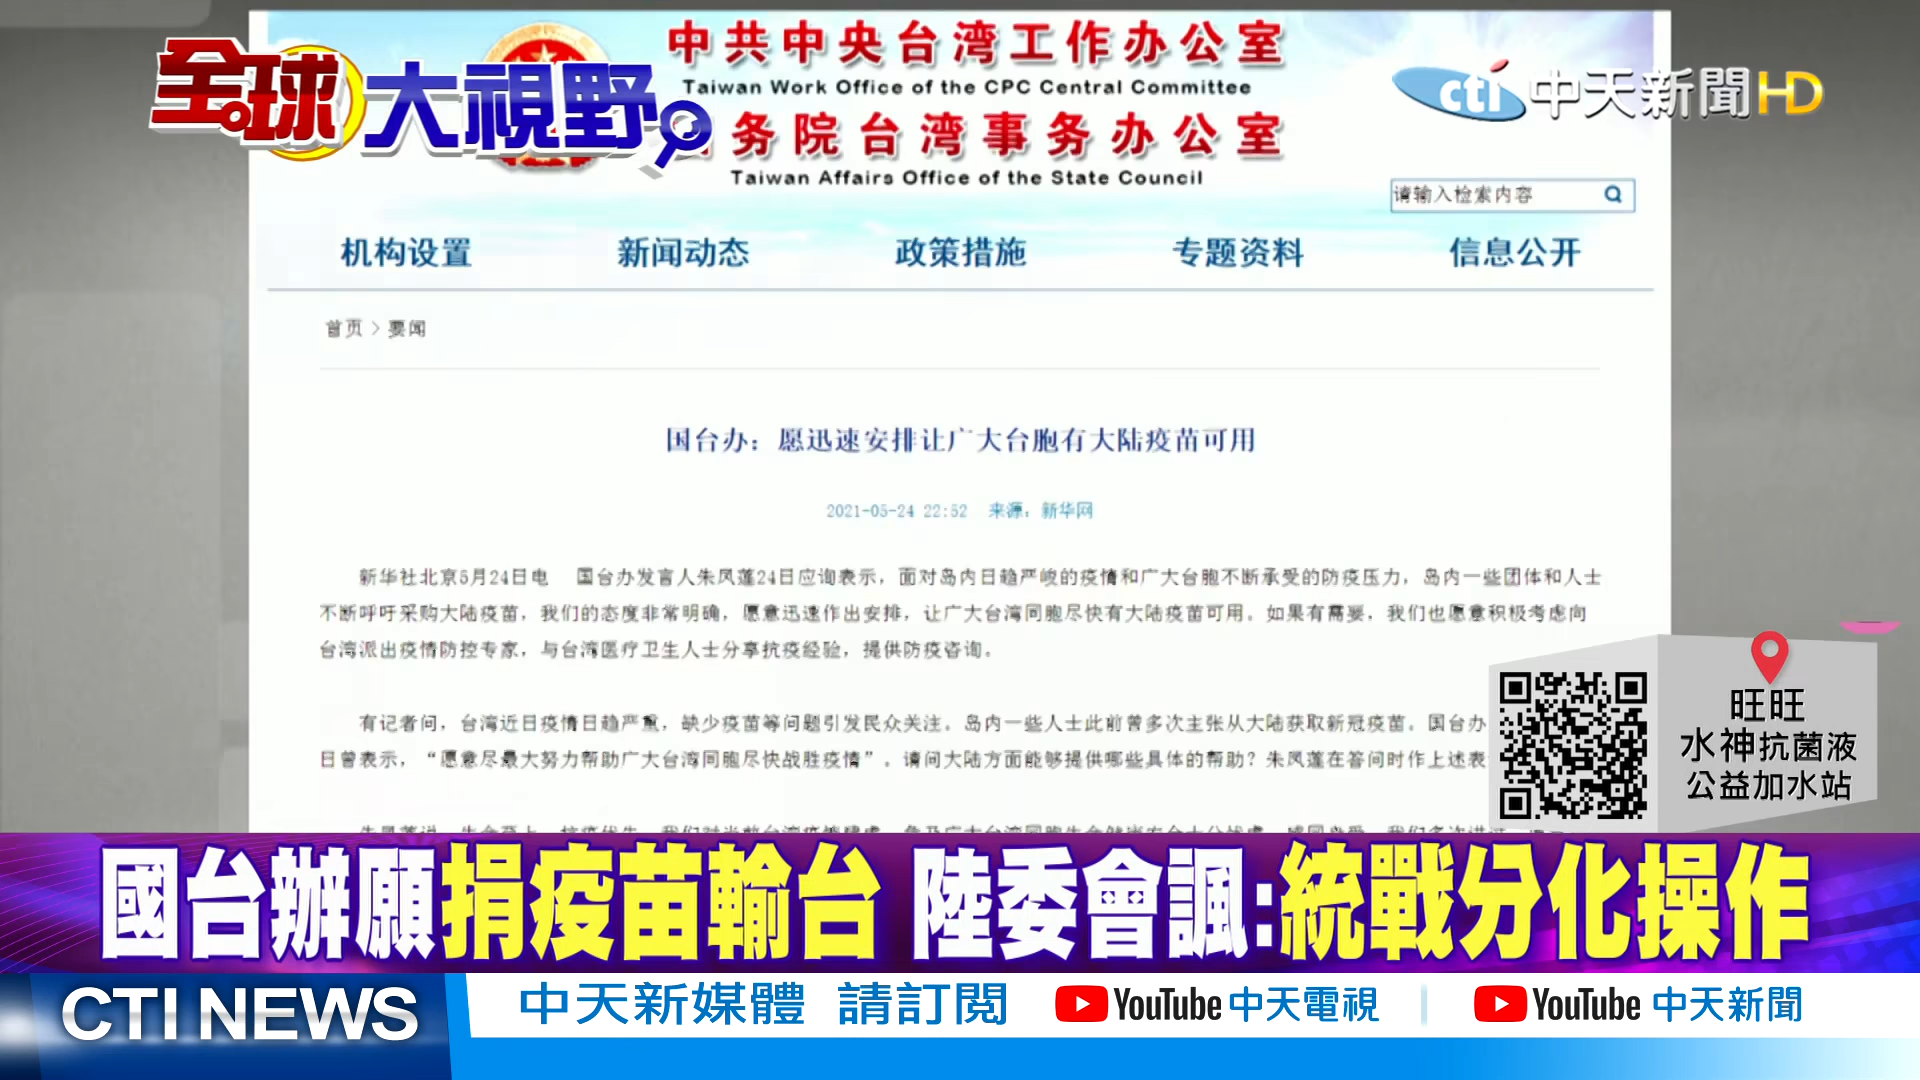 全球大視野
中共中央台湾工作办公室
Taiwan Work Office of the CPC Central Committee
务院台湾事务办公室
Taiwan Affairs Office of the State Council
cti 中天新聞HD
请输入检索内容
机构设置 新闻动态 政策措施 专题资料 信息公开
首页 > 要闻
国台办：愿迅速安排让广大台胞有大陆疫苗可用
2021-05-24 22:52 来源：新华网
新华社北京5月24日电 国台办发言人朱凤莲24日应询表示，面对岛内日趋严峻的疫情和广大台胞不断承受的防疫压力，岛内一些团体和人士
不断呼吁采购大陆疫苗，我们的态度非常明确，愿意迅速作出安排，让广大台湾同胞尽快有大陆疫苗可用。如果有需要，我们也愿意积极考虑向
台湾派出疫情防控专家，与台湾医疗卫生人士分享抗疫经验，提供防疫咨询。
有记者问，台湾近日疫情日趋严重，缺少疫苗等问题引发民众关注。岛内一些人士此前曾多次主张从大陆获取新冠疫苗。国台办
日曾表示，“愿意尽最大努力帮助广大台湾同胞尽快战胜疫情”。请问大陆方面能够提供哪些具体的帮助？朱凤莲在答问时作上述表
旺旺
水神抗菌液
公益加水站
國台辦願捐疫苗輸台 陸委會諷:統戰分化操作
CTI NEWS
中天新媒體 請訂閱 YouTube 中天電視 YouTube 中天新聞